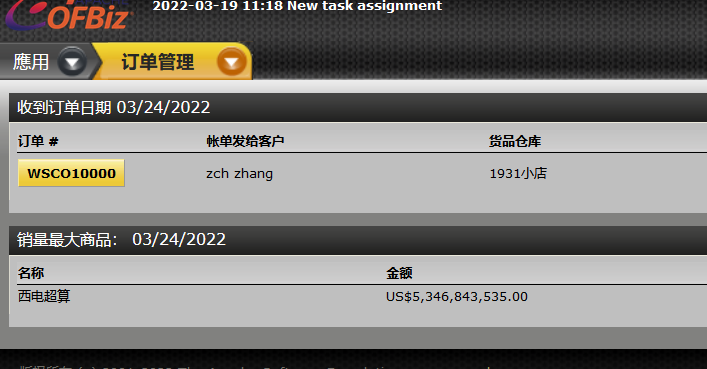 OFBiz
2022-03-19 11:18 New task assignment
應用
订单管理
收到订单日期 03/24/2022
订单 # 帐单发给客户 货品仓库
WSCO10000 zch zhang 1931小店
销量最大商品： 03/24/2022
名称 金额
西电超算 US$5,346,843,535.00